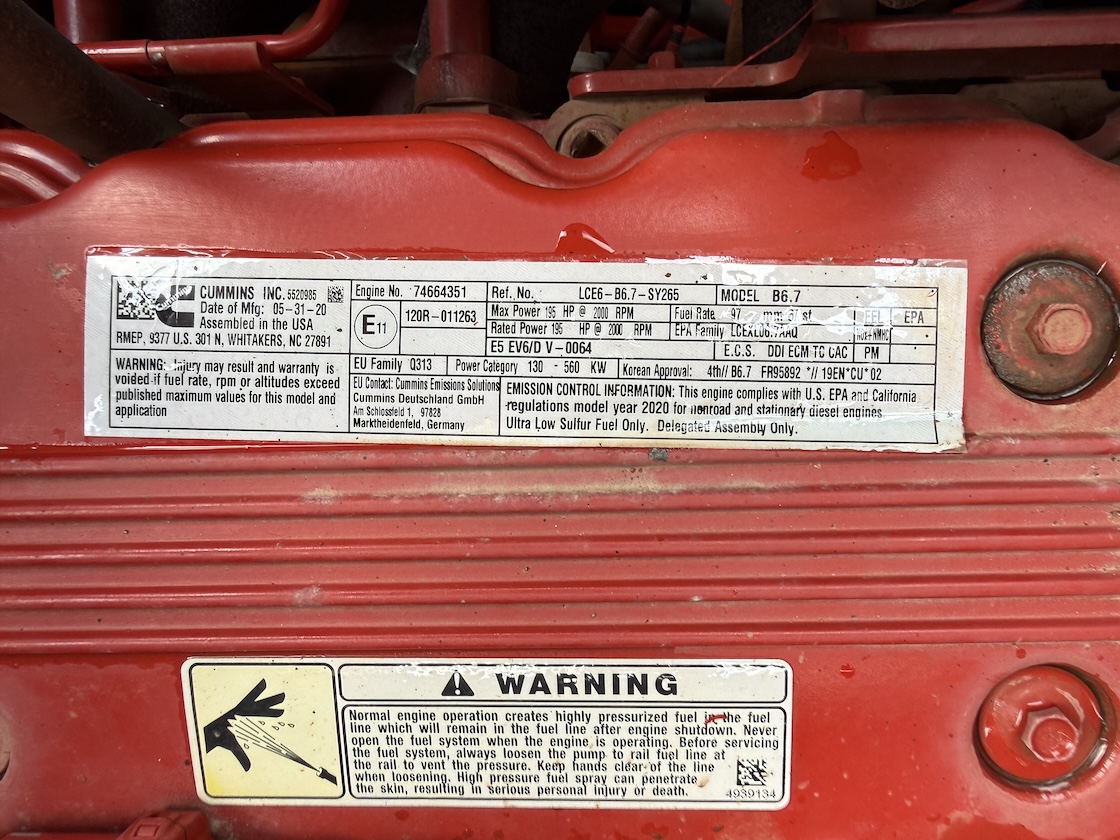 CUMMINS INC. 5520985
Date of Mfg: 05-31-20
Assembled in the USA
RMEP, 9377 U.S. 301 N, WHITAKERS, NC 27891
WARNING: Injury may result and warranty is
voided if fuel rate, rpm or altitudes exceed
published maximum values for this model and
application
Engine No. 74664351
E11
120R-011263
Ref. No. LCE6-B6.7-SY265
MODEL B6.7
Max Power 195 HP @ 2000 RPM
Fuel Rate 97 mm 3/ st
EFL EPA
Rated Power 195 HP @ 2000 RPM
EPA Family
NOx+NMHC
E5 EV6/D V-0064
E.C.S. DDI ECM TC CAC PM
EU Family Q313
Power Category 130 - 560 KW
Korean Approval: 4th// B6.7 FR95892 *// 19EN*CU*02
EU Contact: Cummins Emissions Solutions
Cummins Deutschland GmbH
Am Schlossfeld 1, 97828
Marktheidenfeld, Germany
EMISSION CONTROL INFORMATION: This engine complies with U.S. EPA and California
regulations model year 2020 for nonroad and stationary diesel engines
Ultra Low Sulfur Fuel Only. Delegated Assembly Only.
WARNING
Normal engine operation creates highly pressurized fuel in the fuel
line which will remain in the fuel line after engine shutdown. Never
open the fuel system when the engine is operating. Before servicing
the fuel system, always loosen the pump to rail fuel line at
the rail to vent the pressure. Keep hands clear of the line
when loosening. High pressure fuel spray can penetrate
the skin, resulting in serious personal injury or death.
4939134